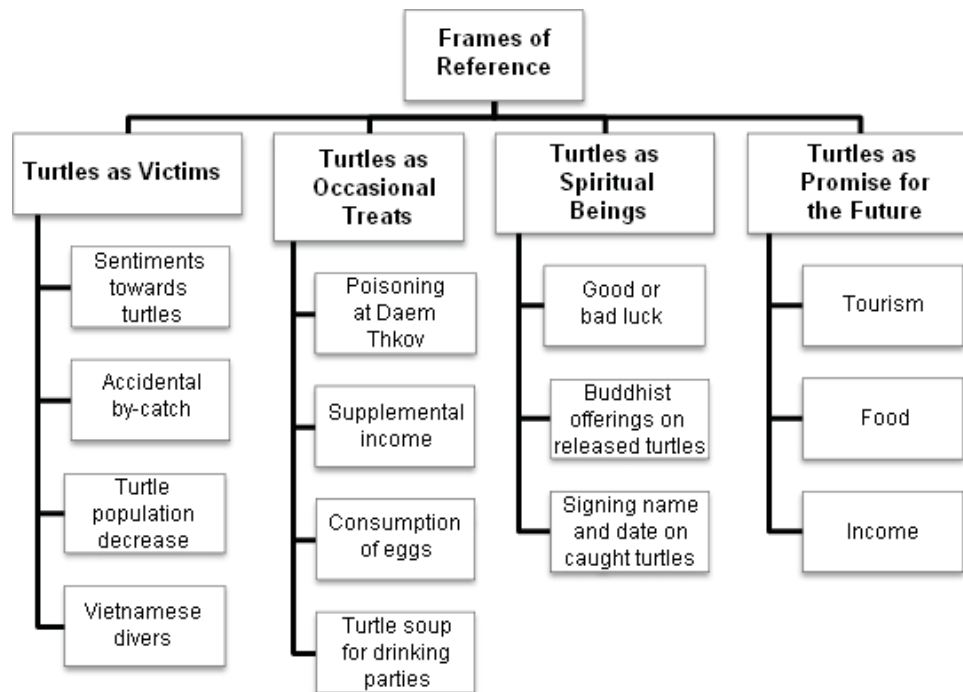 Frames of
Reference
Turtles as Victims
Sentiments
towards
turtles
Accidental
by-catch
Turtle
population
decrease
Vietnamese
divers
Turtles as
Occasional
Treats
Poisoning
at Daem
Thkov
Supplemental
income
Consumption
of eggs
Turtle soup
for drinking
parties
Turtles as
Spiritual
Beings
Good or
bad luck
Buddhist
offerings on
released turtles
Signing name
and date on
caught turtles
Turtles as
Promise for
the Future
Tourism
Food
Income